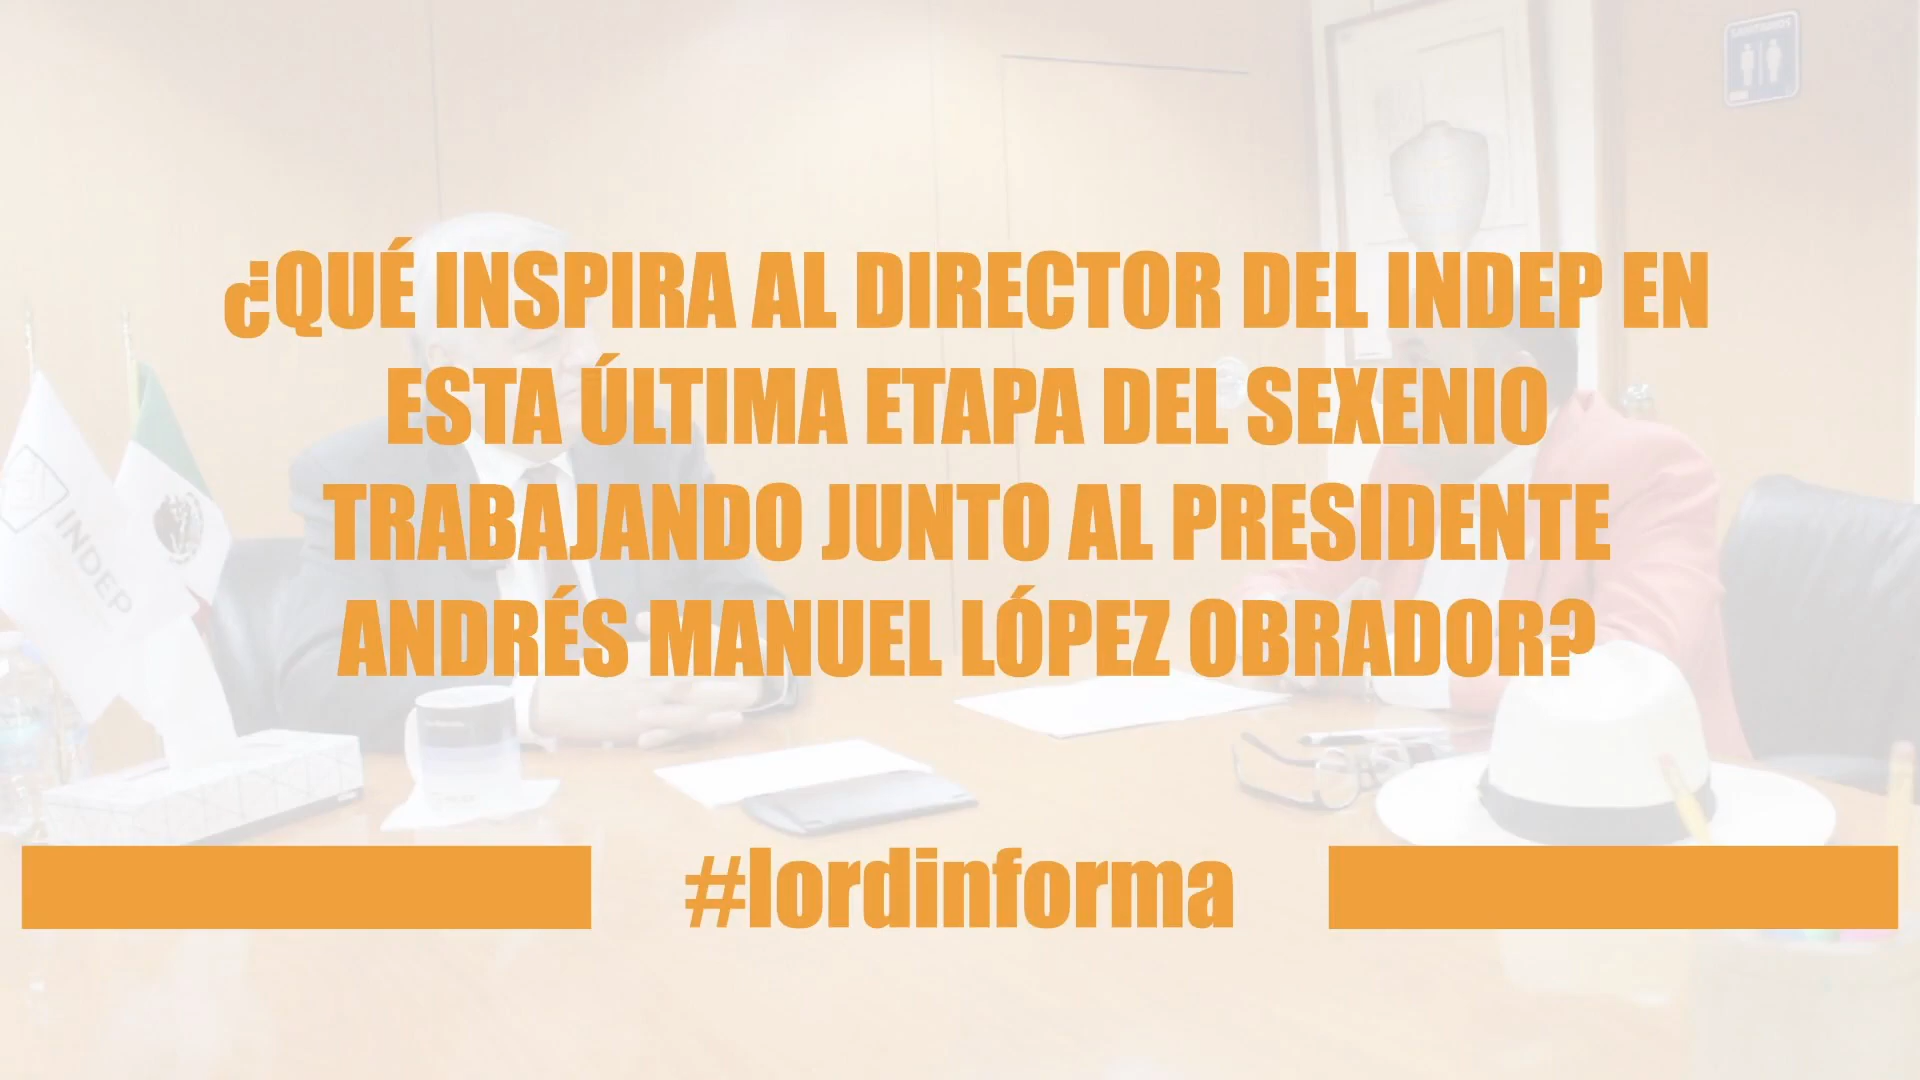 ¿QUÉ INSPIRA AL DIRECTOR DEL INDEP EN
ESTA ÚLTIMA ETAPA DEL SEXENIO
TRABAJANDO JUNTO AL PRESIDENTE
ANDRÉS MANUEL LÓPEZ OBRADOR?
#lordinforma
INDEP
SANITARIOS